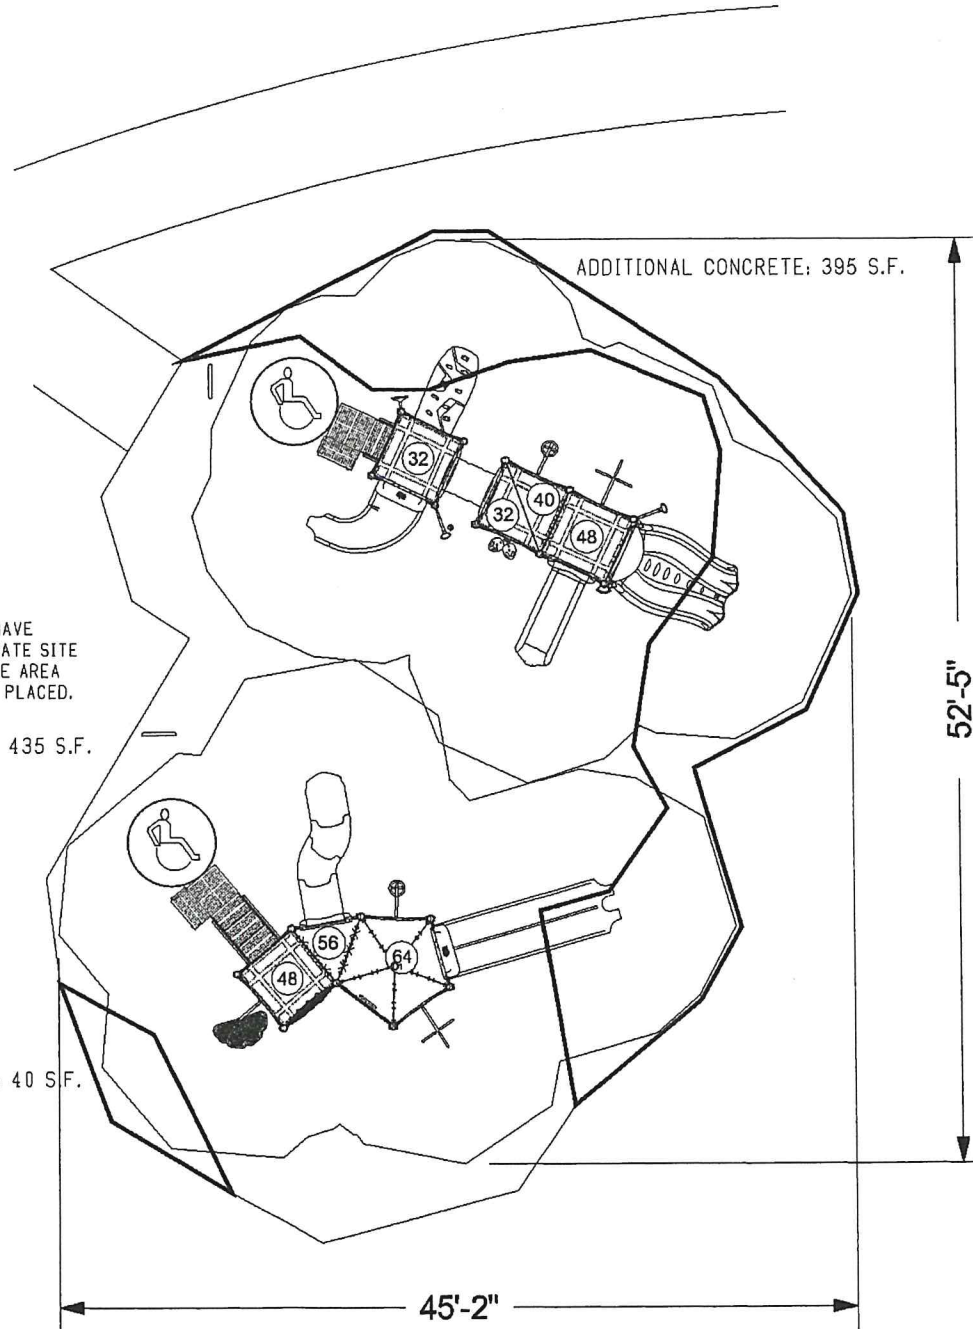 ADDITIONAL CONCRETE: 395 S.F.
32
40
32
48
AVE
ATE SITE
E AREA
PLACED.
435 S.F.
52'-5"
56
64
48
40 S.F.
45'-2"